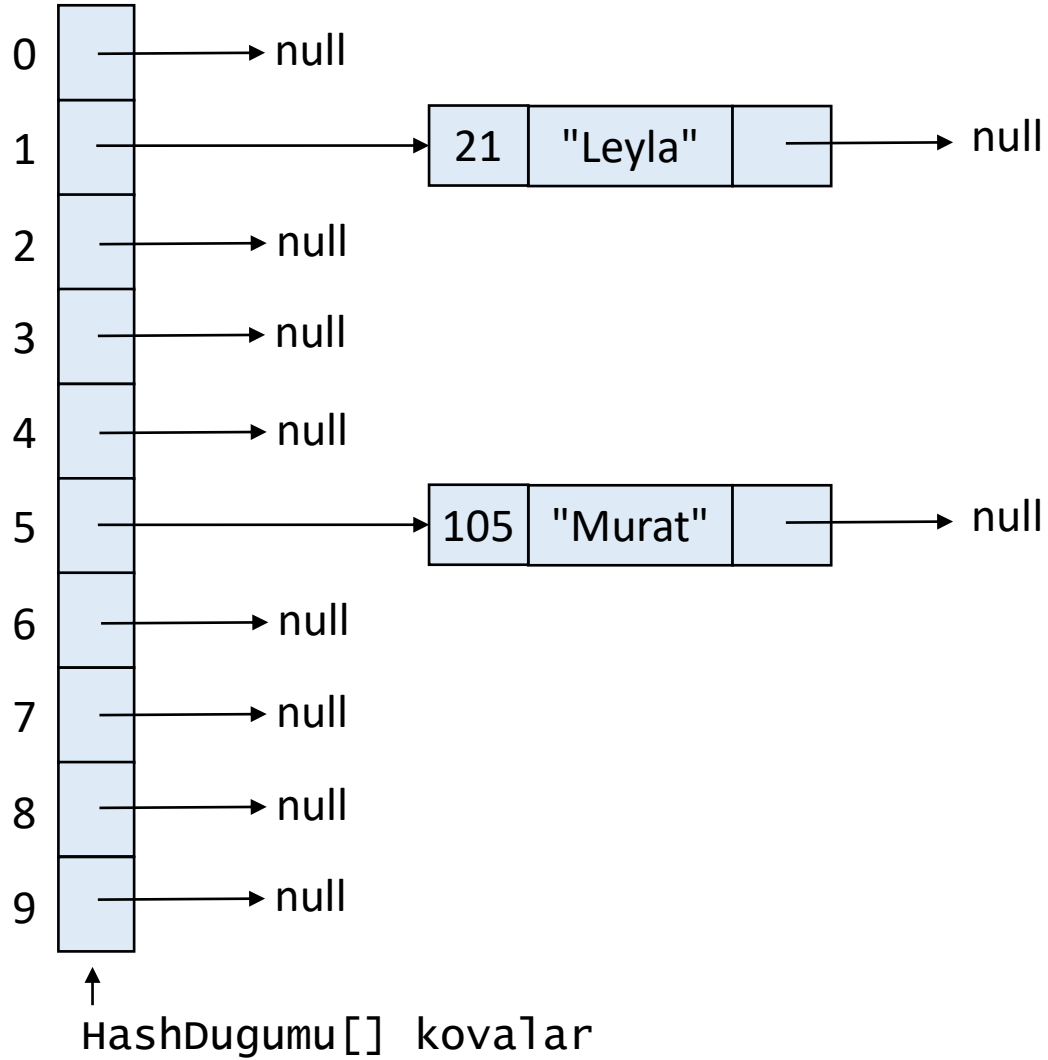 0 null
1 21 "Leyla" null
2 null
3 null
4 null
5 105 "Murat" null
6 null
7 null
8 null
9 null
HashDugumu[] kovalar